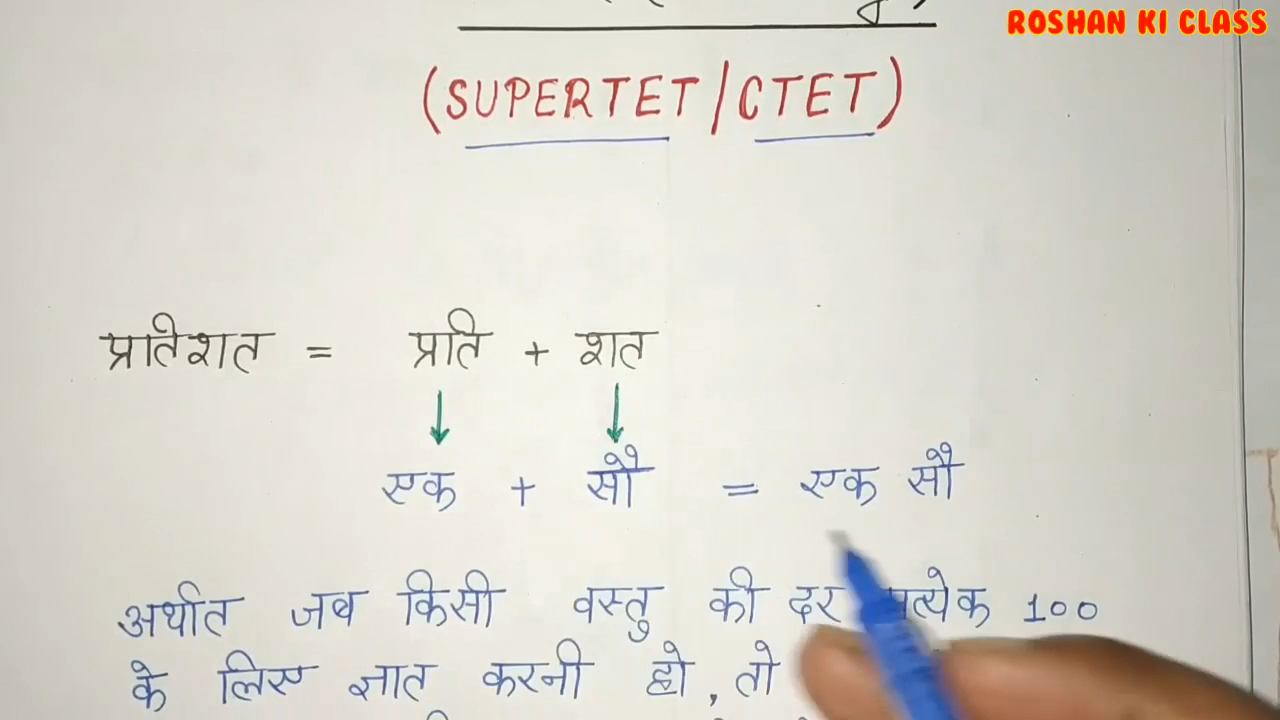 ROSHAN KI CLASS
(SUPERTET/CTET)
प्रतिशत = प्रति + शत
एक + सौ = एक सौ
अर्थात जब किसी वस्तु की दर प्रत्येक 100
के लिए ज्ञात करनी हो, तो